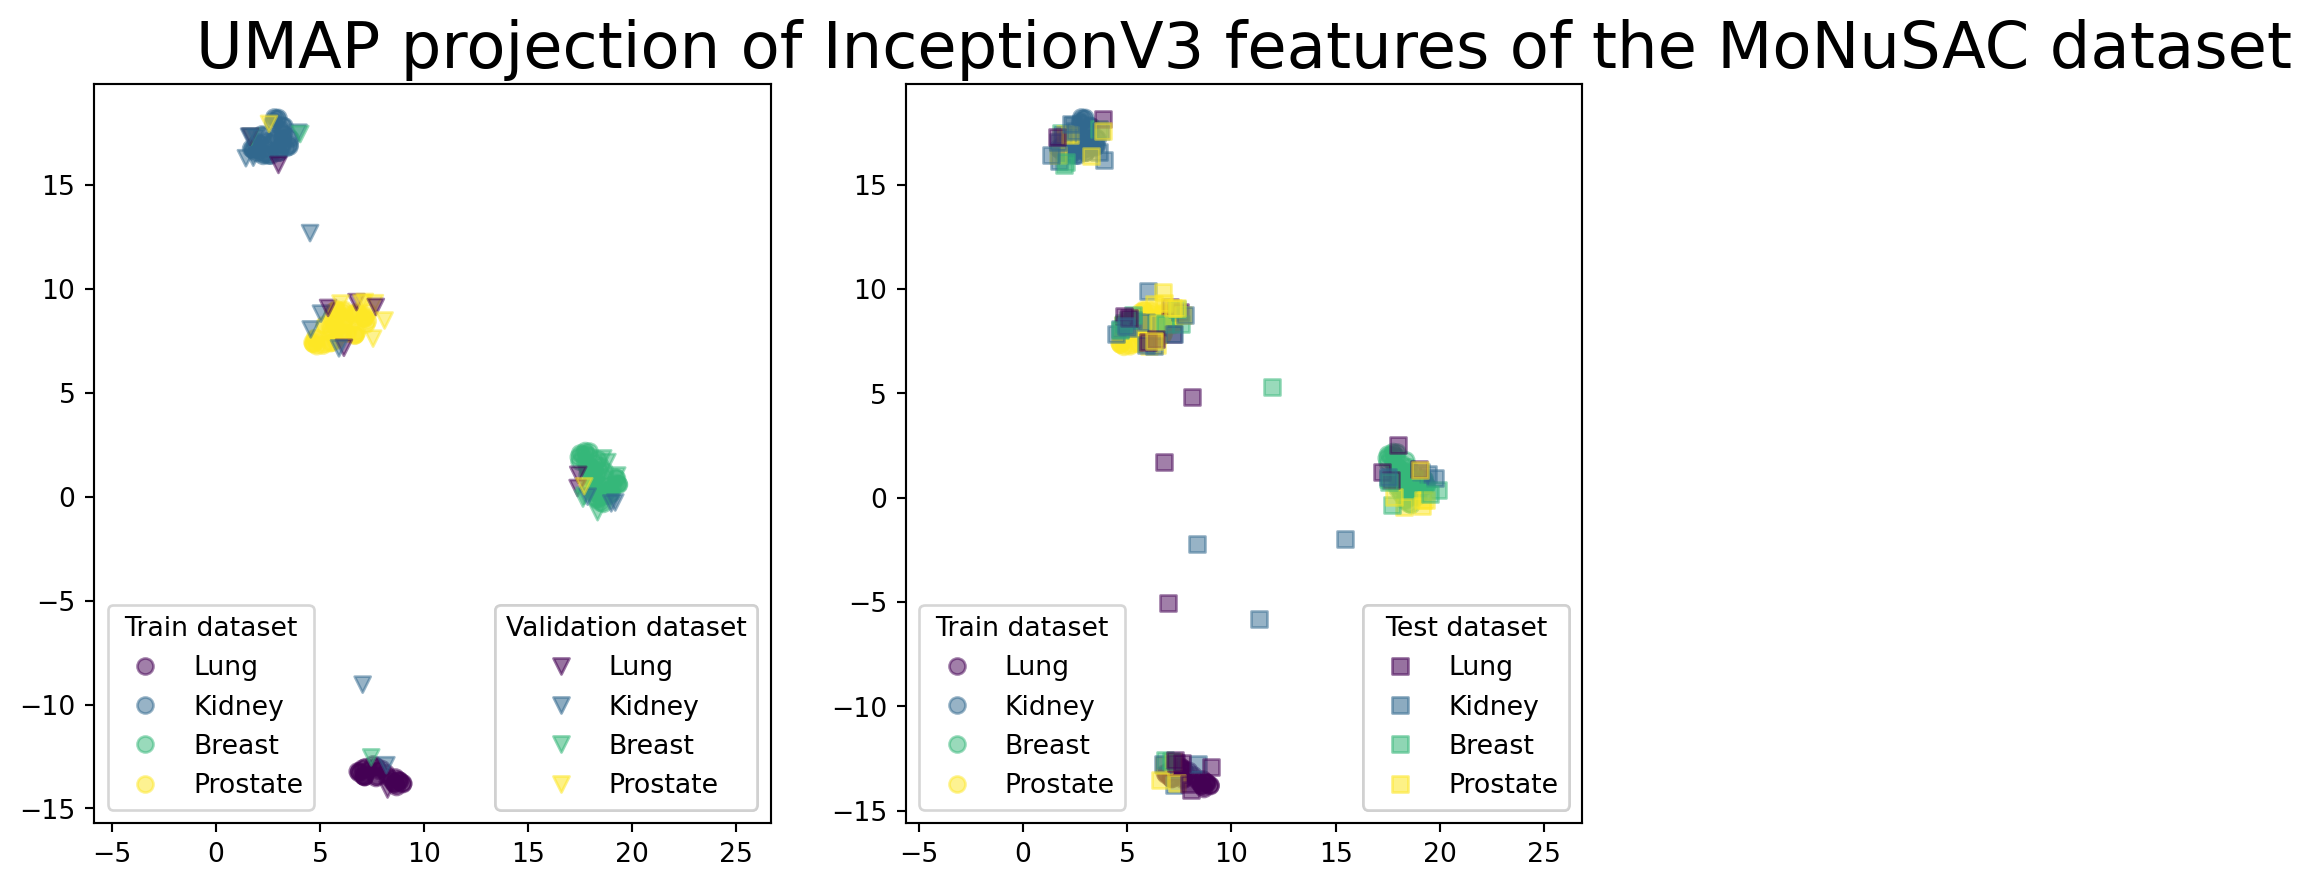 UMAP projection of InceptionV3 features of the MoNuSAC dataset
15
10
5
0
−5
−10
−15
−5 0 5 10 15 20 25
Train dataset
Lung
Kidney
Breast
Prostate
Validation dataset
Lung
Kidney
Breast
Prostate
15
10
5
0
−5
−10
−15
−5 0 5 10 15 20 25
Train dataset
Lung
Kidney
Breast
Prostate
Test dataset
Lung
Kidney
Breast
Prostate